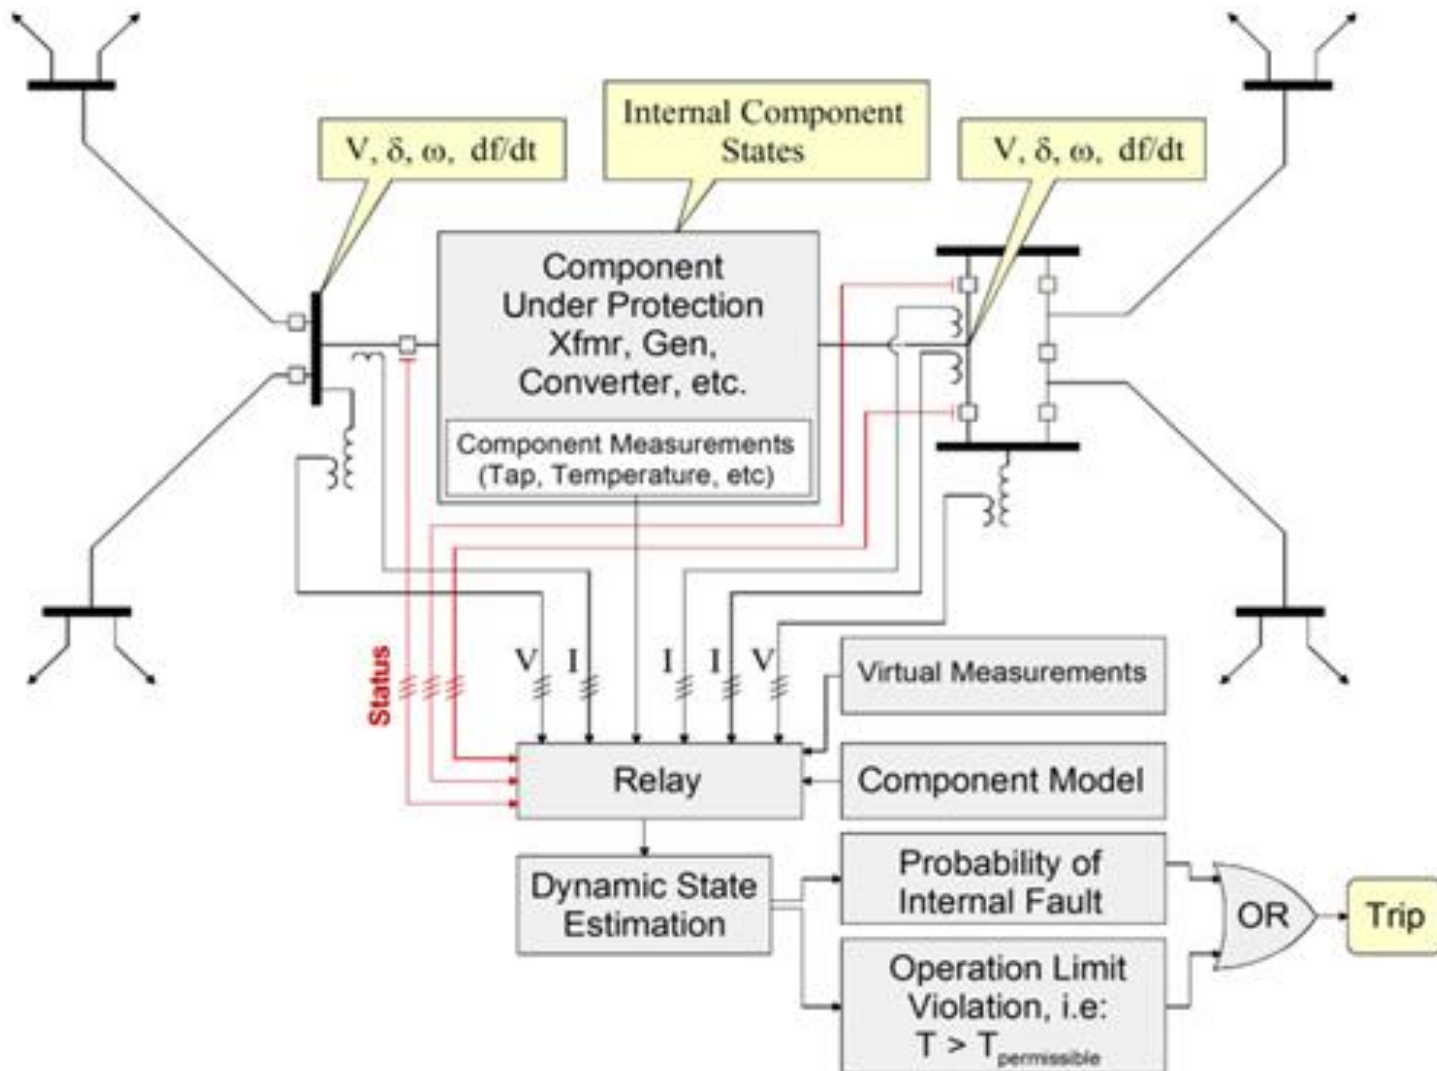 Internal Component
States
V, δ, ω, df/dt
V, δ, ω, df/dt
Component
Under Protection
Xfmr, Gen,
Converter, etc.
Component Measurements
(Tap, Temperature, etc)
Status
V
I
I
I
V
Virtual Measurements
Relay
Component Model
Dynamic State
Estimation
Probability of
Internal Fault
OR
Trip
Operation Limit
Violation, i.e:
T > Tpermissible